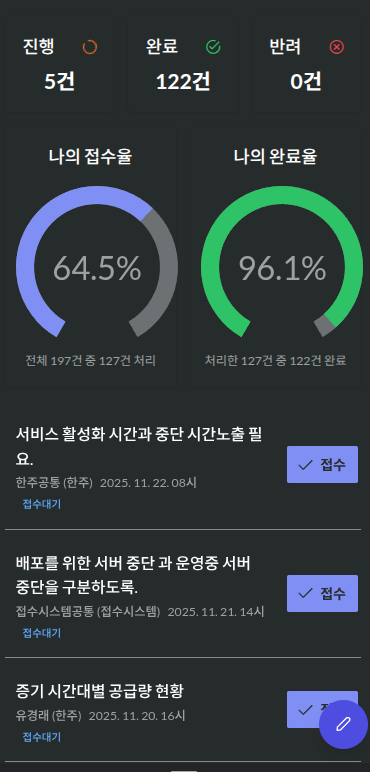 진행
완료
반려
5건
122건
0건
나의 접수율
나의 완료율
64.5%
96.1%
전체 197건 중 127건 처리
처리한 127건 중 122건 완료
서비스 활성화 시간과 중단 시간노출 필
요.
접수
한주공통 (한주) 2025. 11. 22. 08시
접수대기
배포를 위한 서버 중단 과 운영중 서버
중단을 구분하도록.
접수
접수시스템공통 (접수시스템) 2025. 11. 21. 14시
접수대기
증기 시간대별 공급량 현황
유경래 (한주) 2025. 11. 20. 16시
접수대기